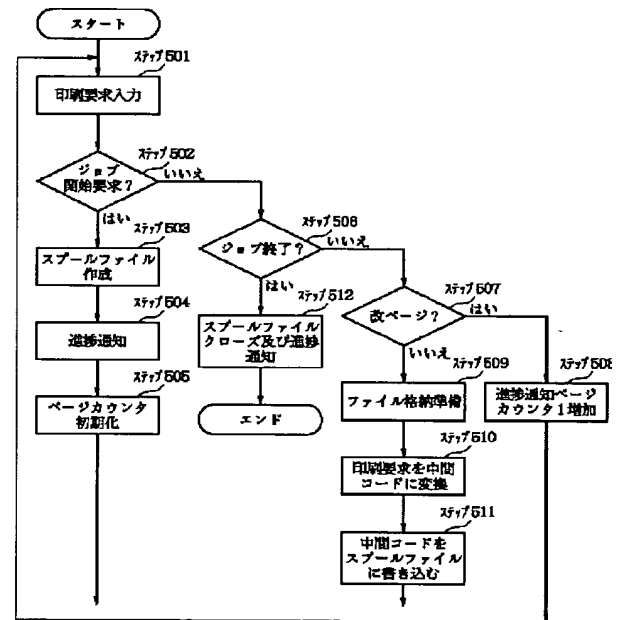 スタート
ステップ501
印刷要求入力
ステップ502
ジョブ
開始要求?
いいえ
はい
ステップ503
スプールファイル
作成
ステップ504
進捗通知
ステップ505
ページカウンタ
初期化
ステップ506
ジョブ終了?
いいえ
はい
ステップ512
スプールファイル
クローズ及び進捗
通知
エンド
ステップ507
改ページ?
はい
いいえ
ステップ509
ファイル格納準備
ステップ508
進捗通知ページ
カウンタ1増加
ステップ510
印刷要求を中間
コードに変換
ステップ511
中間コードを
スプールファイル
に書き込む